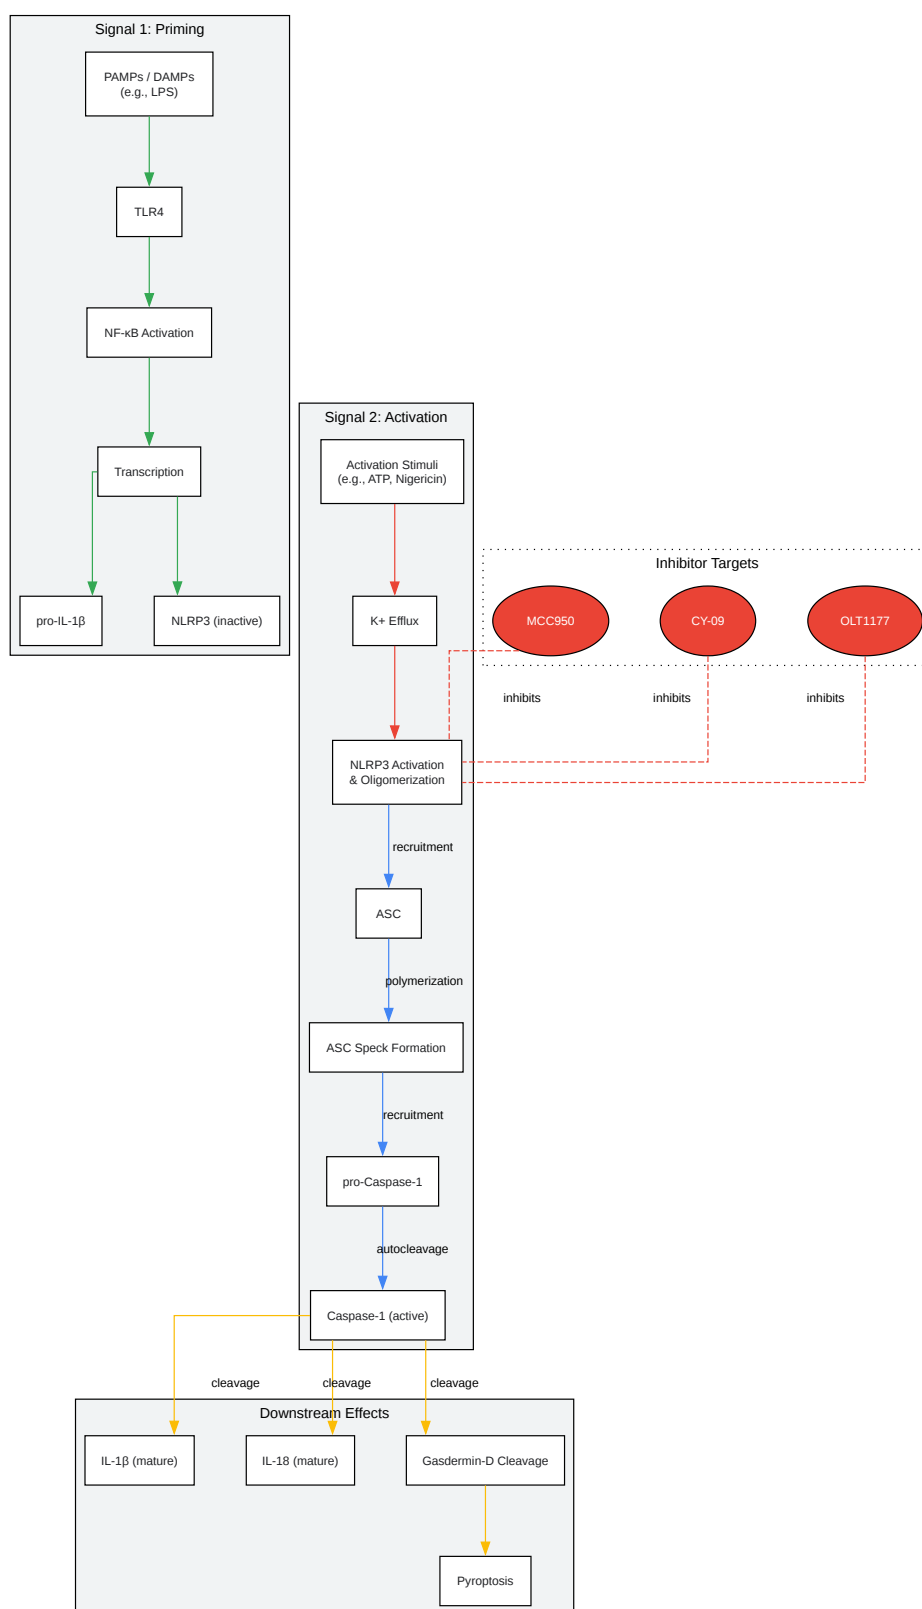 Signal 1: Priming
PAMPs / DAMPs
(e.g., LPS)
TLR4
NF-κB Activation
Transcription
pro-IL-1β
NLRP3 (inactive)
Signal 2: Activation
Activation Stimuli
(e.g., ATP, Nigericin)
K+ Efflux
Inhibitor Targets
MCC950
CY-09
OLT1177
inhibits
inhibits
inhibits
NLRP3 Activation
& Oligomerization
recruitment
ASC
polymerization
ASC Speck Formation
recruitment
pro-Caspase-1
autocleavage
Caspase-1 (active)
cleavage
cleavage
cleavage
Downstream Effects
IL-1β (mature)
IL-18 (mature)
Gasdermin-D Cleavage
Pyroptosis